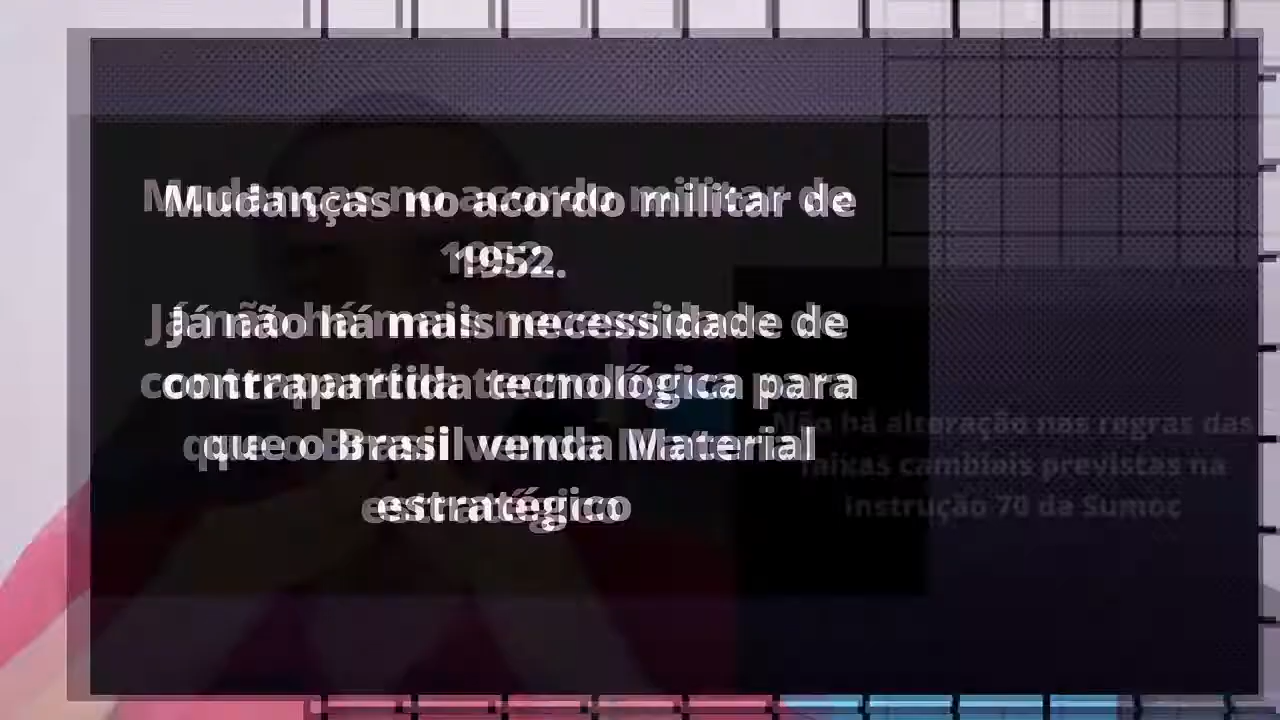 Mudanças no acordo militar de
1952.
Já não há mais necessidade de
contrapartida tecnológica para
que o Brasil venda Material
estratégico
Não há alteração nas regras das
faixas cambiais previstas na
instrução 70 da Sumoc